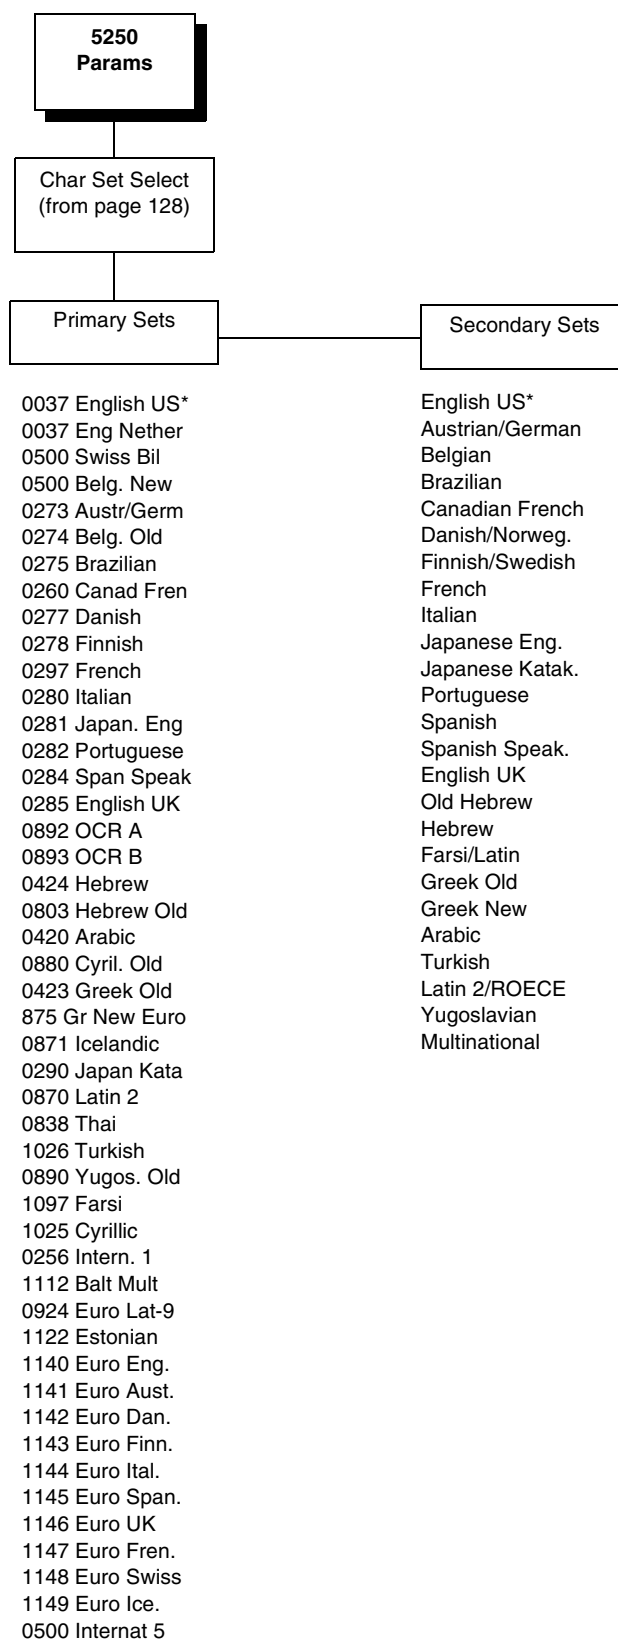 5250
Params
Char Set Select
(from page 128)
Primary Sets
Secondary Sets
0037 English US*
0037 Eng Nether
0500 Swiss Bil
0500 Belg. New
0273 Austr/Germ
0274 Belg. Old
0275 Brazilian
0260 Canad Fren
0277 Danish
0278 Finnish
0297 French
0280 Italian
0281 Japan. Eng
0282 Portuguese
0284 Span Speak
0285 English UK
0892 OCR A
0893 OCR B
0424 Hebrew
0803 Hebrew Old
0420 Arabic
0880 Cyril. Old
0423 Greek Old
875 Gr New Euro
0871 Icelandic
0290 Japan Kata
0870 Latin 2
0838 Thai
1026 Turkish
0890 Yugos. Old
1097 Farsi
1025 Cyrillic
0256 Intern. 1
1112 Balt Mult
0924 Euro Lat-9
1122 Estonian
1140 Euro Eng.
1141 Euro Aust.
1142 Euro Dan.
1143 Euro Finn.
1144 Euro Ital.
1145 Euro Span.
1146 Euro UK
1147 Euro Fren.
1148 Euro Swiss
1149 Euro Ice.
0500 Internat 5
English US*
Austrian/German
Belgian
Brazilian
Canadian French
Danish/Norweg.
Finnish/Swedish
French
Italian
Japanese Eng.
Japanese Katak.
Portuguese
Spanish
Spanish Speak.
English UK
Old Hebrew
Hebrew
Farsi/Latin
Greek Old
Greek New
Arabic
Turkish
Latin 2/ROECE
Yugoslavian
Multinational